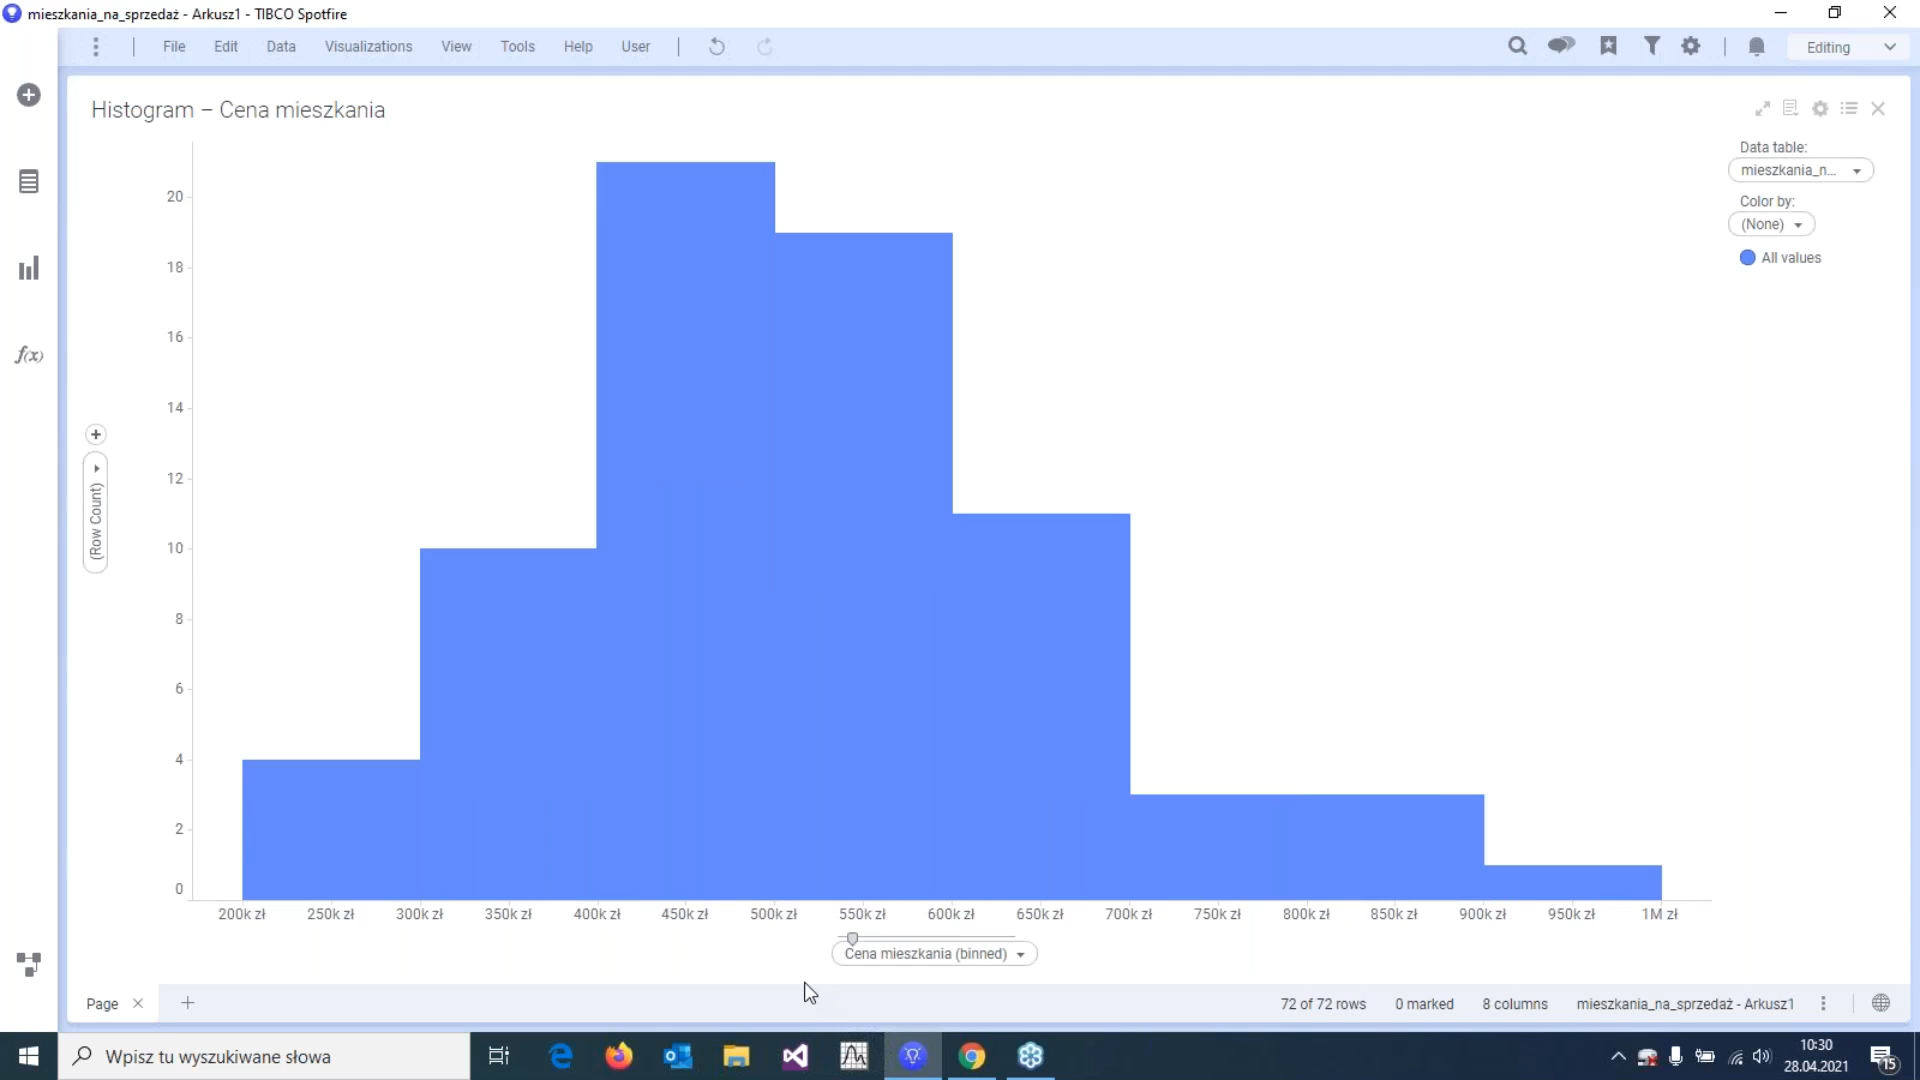 mieszkania_na_sprzedaż - Arkusz1 - TIBCO Spotfire
File Edit Data Visualizations View Tools Help User Editing
Histogram – Cena mieszkania
Data table:
mieszkania_n...
Color by:
(None)
All values
f(x)
(Row Count)
20
18
16
14
12
10
8
6
4
2
0
200k zł 250k zł 300k zł 350k zł 400k zł 450k zł 500k zł 550k zł 600k zł 650k zł 700k zł 750k zł 800k zł 850k zł 900k zł 950k zł 1M zł
Cena mieszkania (binned)
Page 72 of 72 rows 0 marked 8 columns mieszkania_na_sprzedaż - Arkusz1
Wpisz tu wyszukiwane słowa
10:30
28.04.2021
15